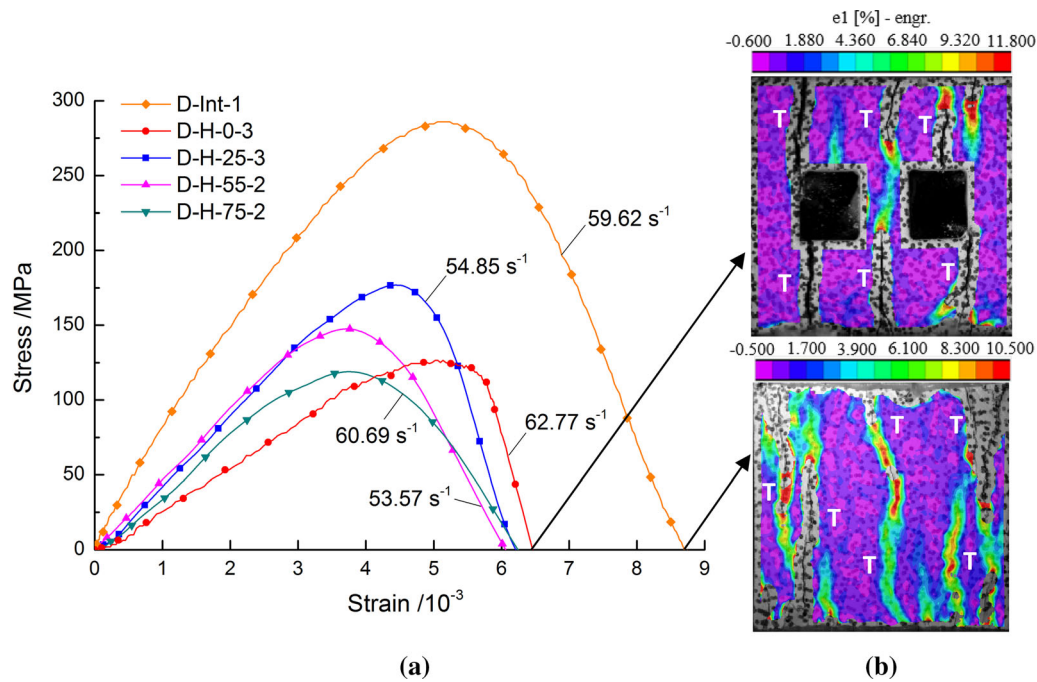 e1 [%] - engr.
-0.600 1.880 4.360 6.840 9.320 11.800
300
250
200
150
100
50
0
Stress /MPa
D-Int-1
D-H-0-3
D-H-25-3
D-H-55-2
D-H-75-2
59.62 s⁻¹
54.85 s⁻¹
60.69 s⁻¹
62.77 s⁻¹
53.57 s⁻¹
0 1 2 3 4 5 6 7 8 9
Strain /10⁻³
(a)
T T T
T T T
-0.500 1.700 3.900 6.100 8.300 10.500
T T T
T
T T
(b)